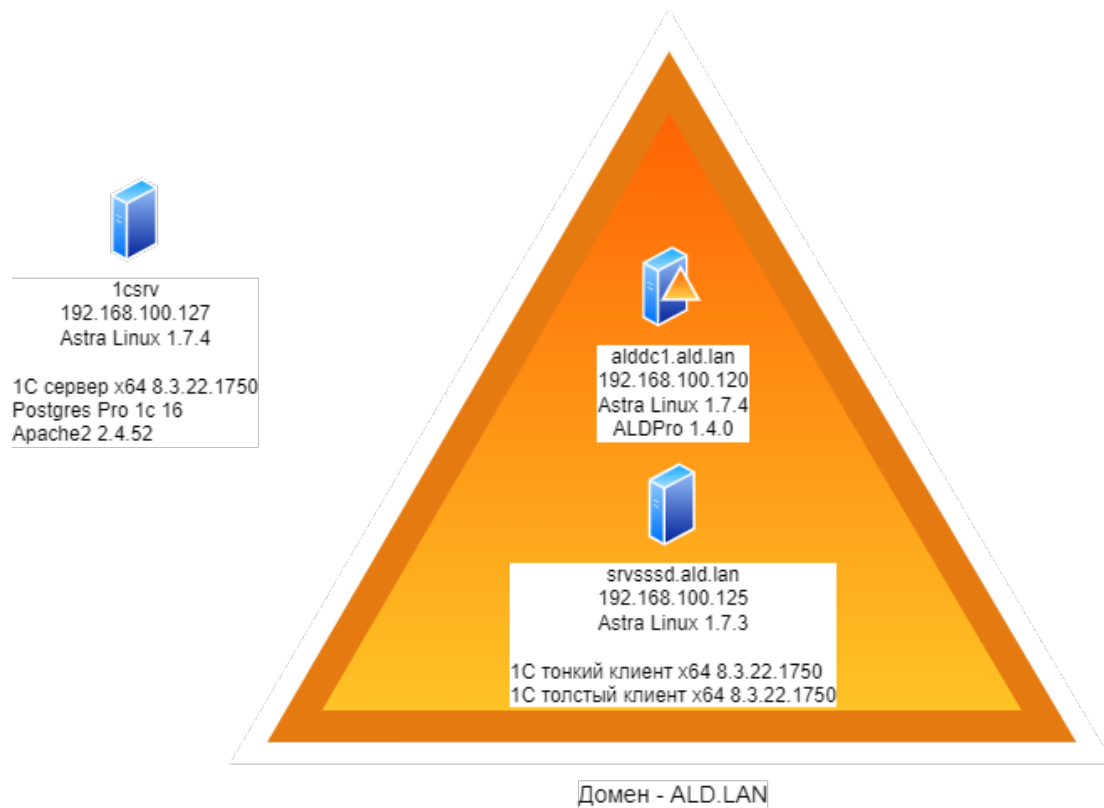 1csrv
192.168.100.127
Astra Linux 1.7.4
1С сервер x64 8.3.22.1750
Postgres Pro 1c 16
Apache2 2.4.52
alddc1.ald.lan
192.168.100.120
Astra Linux 1.7.4
ALDPro 1.4.0
srvsssd.ald.lan
192.168.100.125
Astra Linux 1.7.3
1С тонкий клиент x64 8.3.22.1750
1С толстый клиент x64 8.3.22.1750
Домен - ALD.LAN